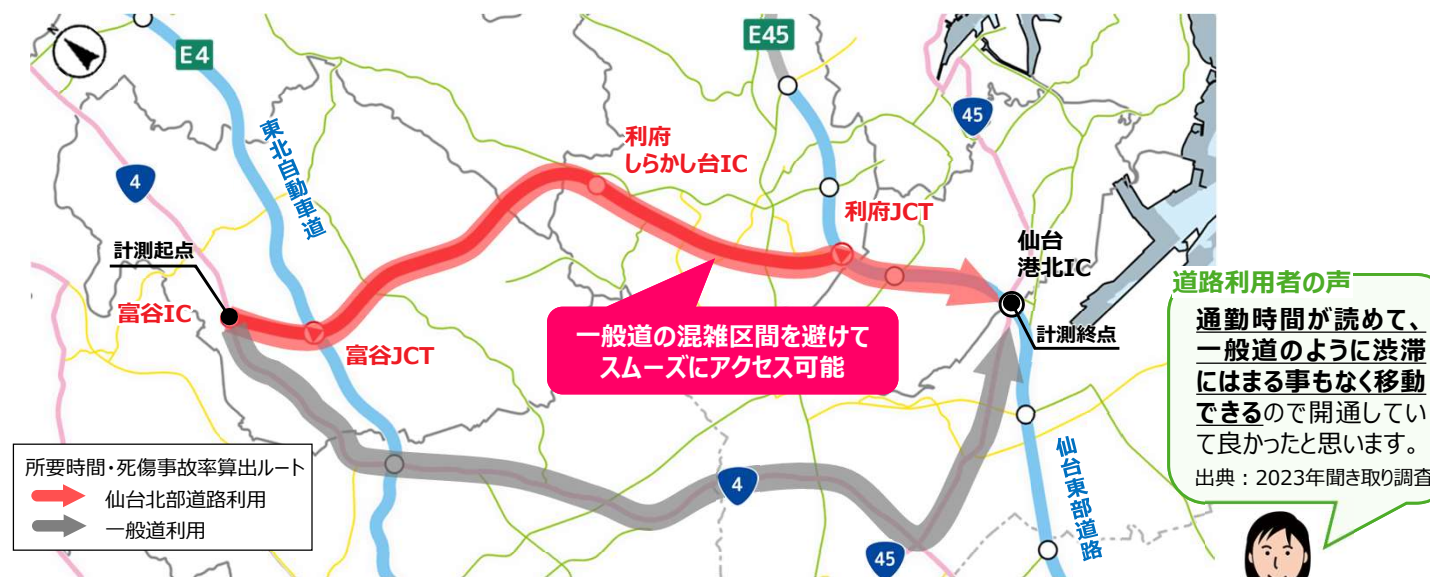 N
E4
E45
45
4
東北自動車道
利府
しらかし台IC
利府JCT
仙台
港北IC
計測起点
富谷IC
富谷JCT
一般道の混雑区間を避けて
スムーズにアクセス可能
計測終点
道路利用者の声
通勤時間が読めて、
一般道のように渋滞
にはまる事もなく移動
できるので開通してい
て良かったと思います。
出典：2023年聞き取り調査
所要時間・死傷事故率算出ルート
仙台北部道路利用
一般道利用
4
仙台東部道路
45